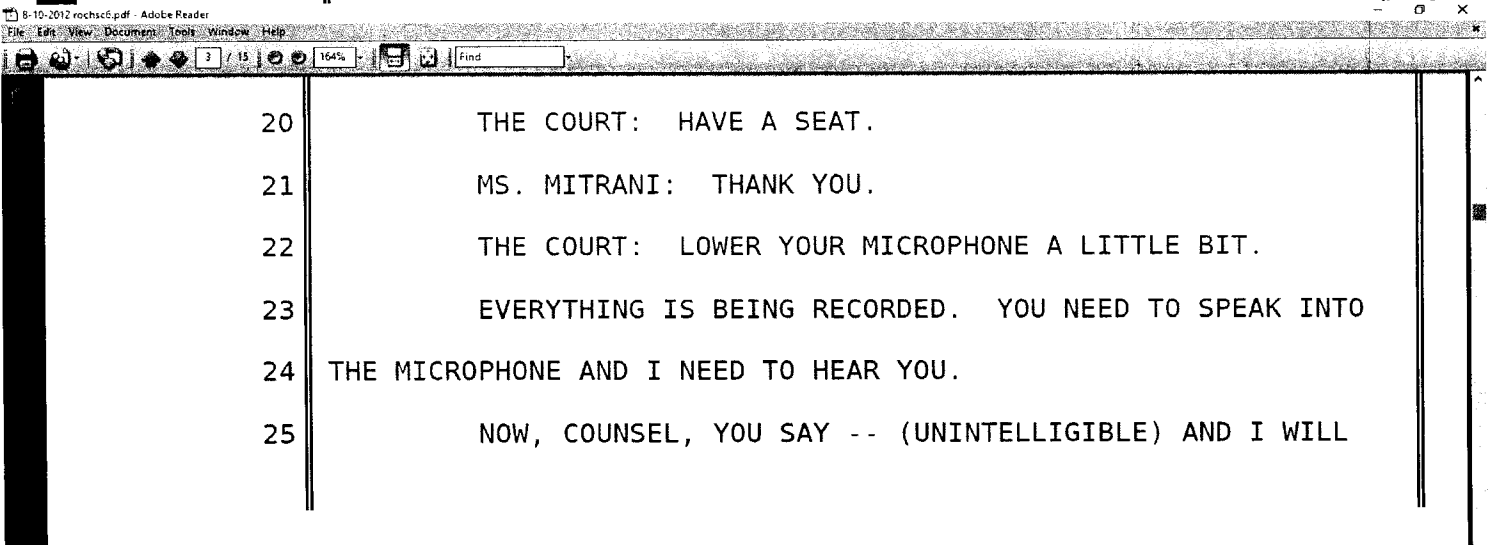 8-10-2012 rochsc6.pdf - Adobe Reader
File Edit View Document Tools Window Help
3 / 15 164% Find
20 THE COURT: HAVE A SEAT.
21 MS. MITRANI: THANK YOU.
22 THE COURT: LOWER YOUR MICROPHONE A LITTLE BIT.
23 EVERYTHING IS BEING RECORDED. YOU NEED TO SPEAK INTO
24 THE MICROPHONE AND I NEED TO HEAR YOU.
25 NOW, COUNSEL, YOU SAY -- (UNINTELLIGIBLE) AND I WILL